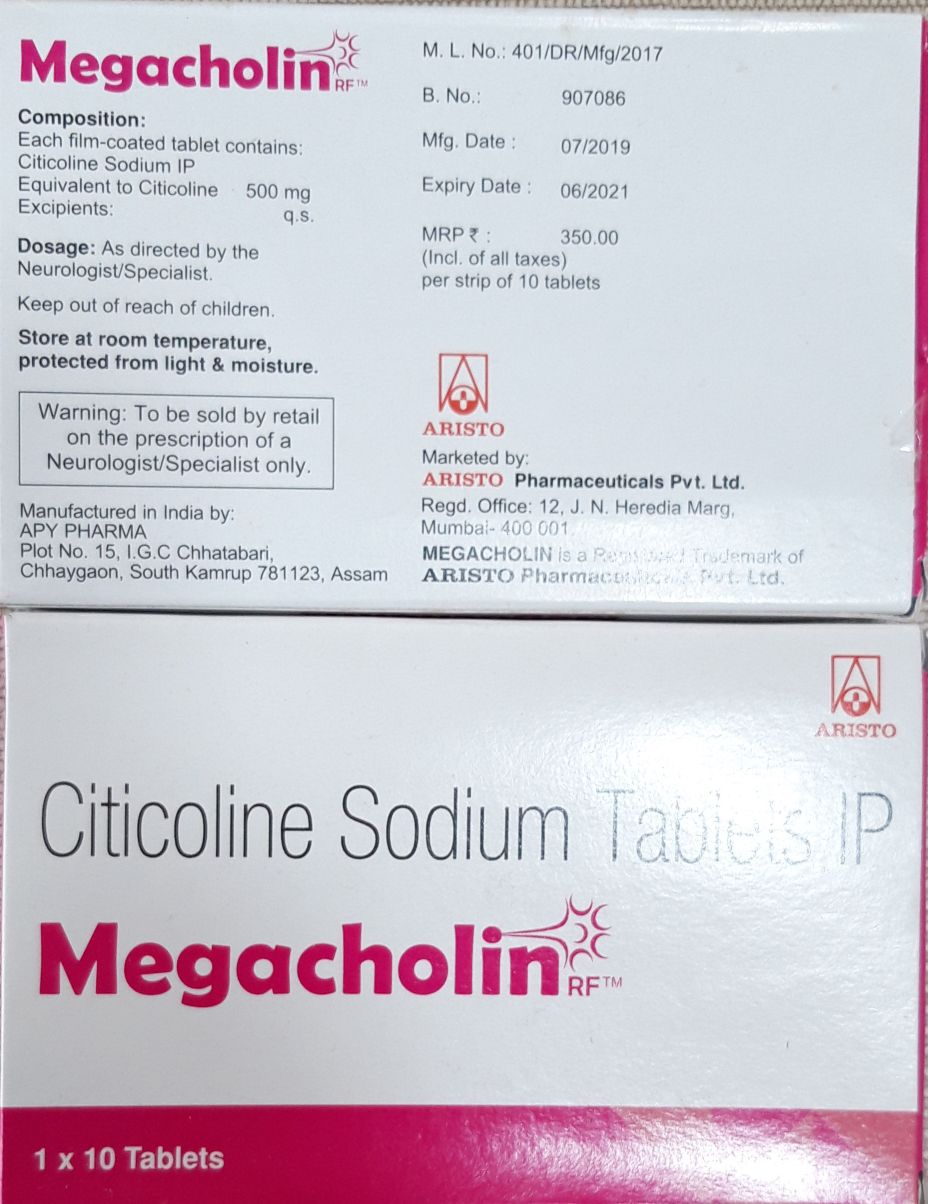 Megacholin
RF™
Composition:
Each film-coated tablet contains:
Citicoline Sodium IP
Equivalent to Citicoline 500 mg
Excipients: q.s.
Dosage: As directed by the
Neurologist/Specialist.
Keep out of reach of children.
Store at room temperature,
protected from light & moisture.
Warning: To be sold by retail
on the prescription of a
Neurologist/Specialist only.
Manufactured in India by:
APY PHARMA
Plot No. 15, I.G.C Chhatabari,
Chhaygaon, South Kamrup 781123, Assam
M. L. No.: 401/DR/Mfg/2017
B. No.: 907086
Mfg. Date : 07/2019
Expiry Date : 06/2021
MRP ₹ : 350.00
(Incl. of all taxes)
per strip of 10 tablets
ARISTO
Marketed by:
ARISTO Pharmaceuticals Pvt. Ltd.
Regd. Office: 12, J. N. Heredia Marg,
Mumbai- 400 001.
MEGACHOLIN is a Registered Trademark of
ARISTO Pharmaceuticals Pvt. Ltd.
ARISTO
Citicoline Sodium Tablets IP
Megacholin
RF™
1 x 10 Tablets